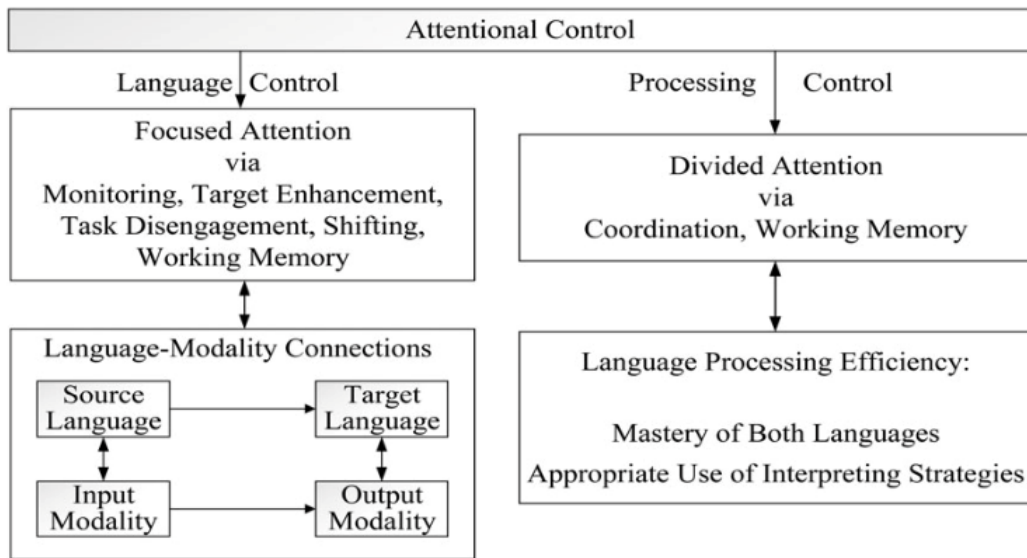 Attentional Control
Language Control
Processing Control
Focused Attention
via
Monitoring, Target Enhancement,
Task Disengagement, Shifting,
Working Memory
Divided Attention
via
Coordination, Working Memory
Language-Modality Connections
Source
Language
Target
Language
Input
Modality
Output
Modality
Language Processing Efficiency:
Mastery of Both Languages
Appropriate Use of Interpreting Strategies